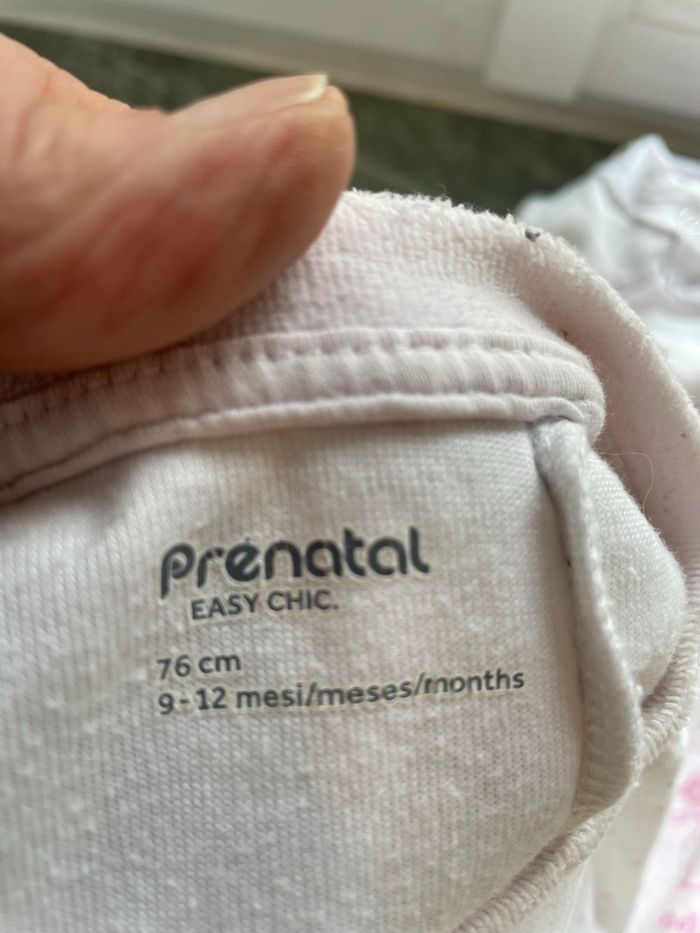 prénatal
EASY CHIC.
76 cm
9-12 mesi/meses/months